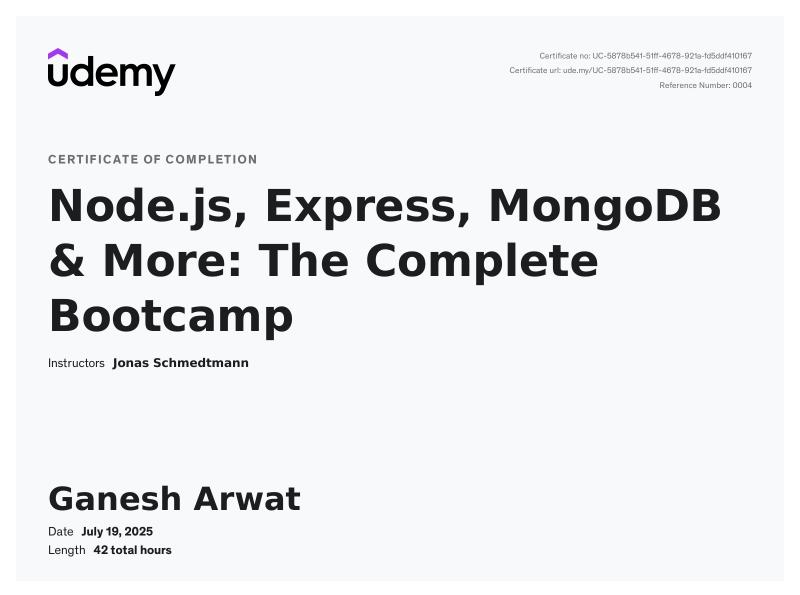 udemy
Certificate no: UC-5878b541-51ff-4678-921a-fd5ddf410167
Certificate url: ude.my/UC-5878b541-51ff-4678-921a-fd5ddf410167
Reference Number: 0004
CERTIFICATE OF COMPLETION
Node.js, Express, MongoDB
& More: The Complete
Bootcamp
Instructors Jonas Schmedtmann
Ganesh Arwat
Date July 19, 2025
Length 42 total hours